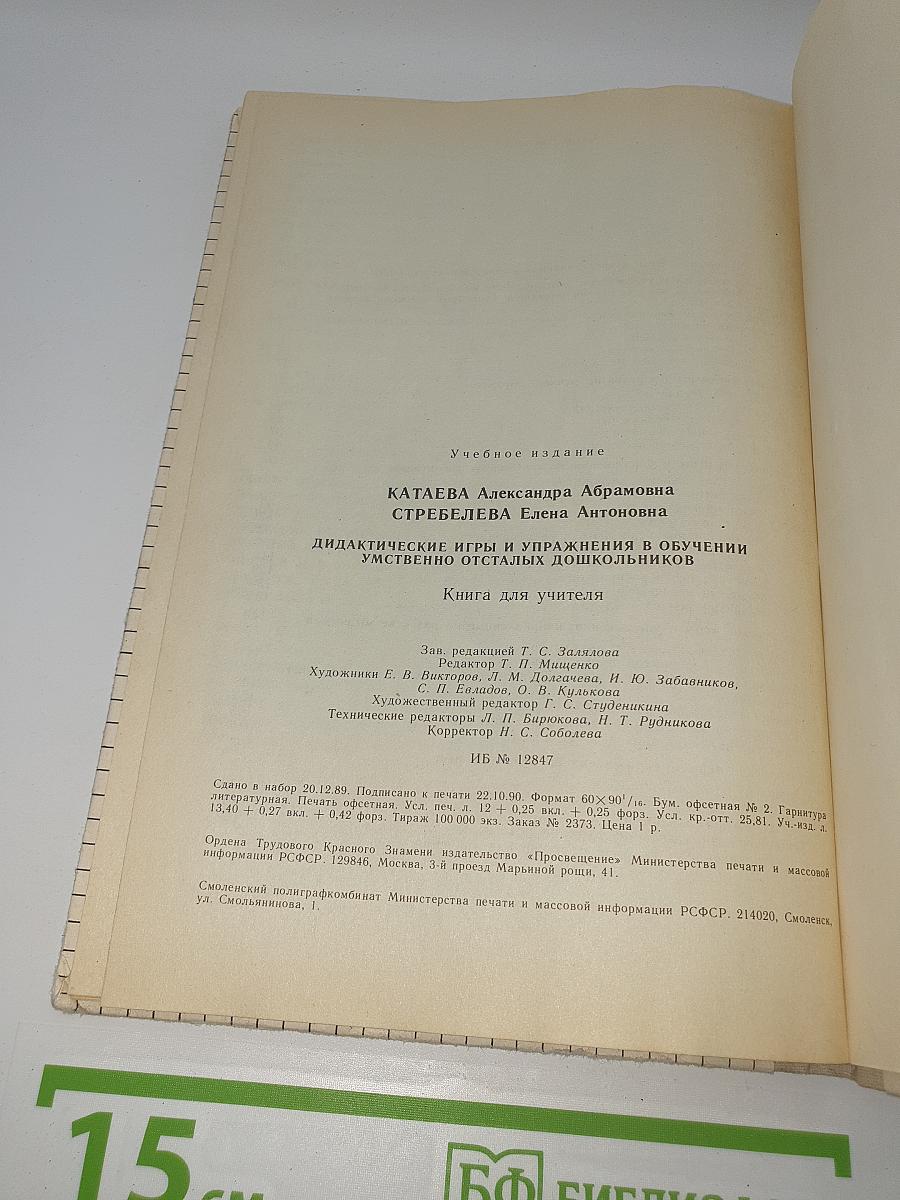 Учебное издание
КАТАЕВА Александра Абрамовна
СТРЕБЕЛЕВА Елена Антоновна
ДИДАКТИЧЕСКИЕ ИГРЫ И УПРАЖНЕНИЯ В ОБУЧЕНИИ
УМСТВЕННО ОТСТАЛЫХ ДОШКОЛЬНИКОВ
Книга для учителя
Зав. редакцией Т. С. Залялова
Редактор Т. П. Мищенко
Художники Е. В. Викторов, Л. М. Долгачева, И. Ю. Забавников,
С. П. Евладов, О. В. Кулькова
Художественный редактор Г. С. Студеникина
Технические редакторы Л. П. Бирюкова, Н. Т. Рудникова
Корректор Н. С. Соболева
ИБ № 12847
Сдано в набор 20.12.89. Подписано к печати 22.10.90. Формат 60×90¹/₁₆. Бум. офсетная № 2. Гарнитура
литературная. Печать офсетная. Усл. печ. л. 12 + 0,25 вкл. + 0,25 форз. Усл. кр.-отт. 25,81. Уч.-изд. л.
13,40 + 0,27 вкл. + 0,42 форз. Тираж 100 000 экз. Заказ № 2373. Цена 1 р.
Ордена Трудового Красного Знамени издательство «Просвещение» Министерства печати и массовой
информации РСФСР. 129846, Москва, 3-й проезд Марьиной рощи, 41.
Смоленский полиграфкомбинат Министерства печати и массовой информации РСФСР. 214020, Смоленск,
ул. Смольянинова, 1.
15 см
БФ